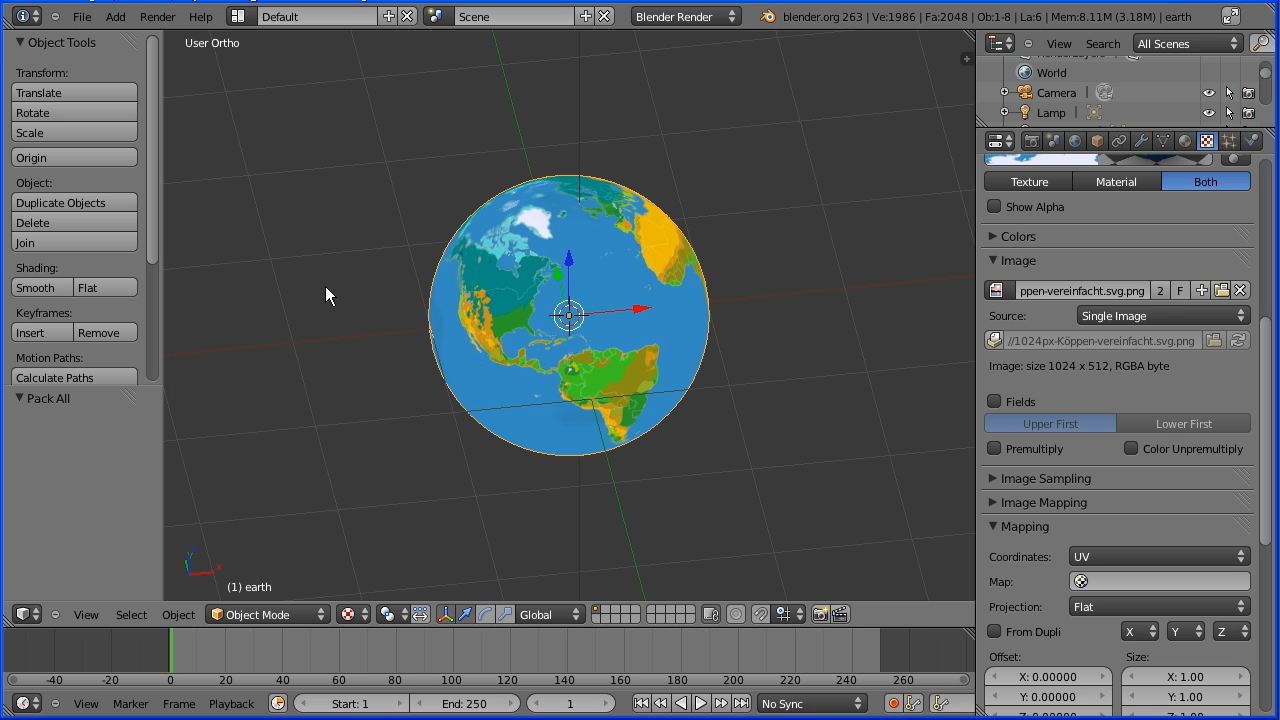 File Add Render Help Default Scene Blender Render blender.org 263 | Ve:1986 | Fa:2048 | Ob:1-8 | La:6 | Mem:8.11M (3.18M) | earth
Object Tools
Transform:
Translate
Rotate
Scale
Origin
Object:
Duplicate Objects
Delete
Join
Shading:
Smooth Flat
Keyframes:
Insert Remove
Motion Paths:
Calculate Paths
Pack All
User Ortho
(1) earth
View Select Object Object Mode Global
-40 -20 0 20 40 60 80 100 120 140 160 180 200 220 240 260
View Marker Frame Playback Start: 1 End: 250 1 No Sync
View Search All Scenes
World
Camera
Lamp
Texture Material Both
Show Alpha
Colors
Image
ppen-vereinfacht.svg.png 2 F
Source: Single Image
//1024px-Köppen-vereinfacht.svg.png
Image: size 1024 x 512, RGBA byte
Fields
Upper First Lower First
Premultiply Color Unpremultiply
Image Sampling
Image Mapping
Mapping
Coordinates: UV
Map:
Projection: Flat
From Dupli X Y Z
Offset: Size:
X: 0.00000 X: 1.00
Y: 0.00000 Y: 1.00